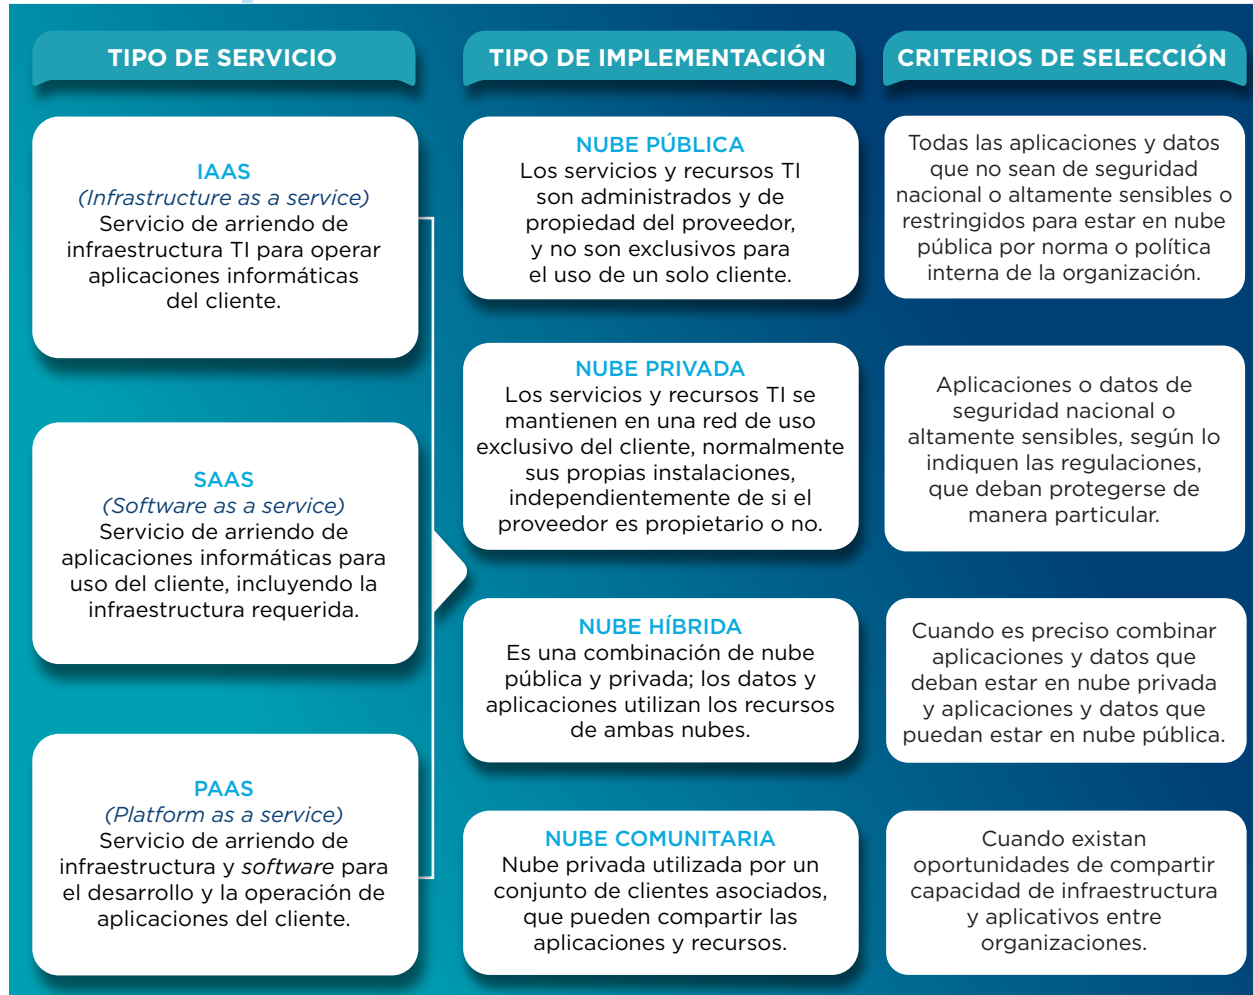 TIPO DE SERVICIO
IAAS
(Infrastructure as a service)
Servicio de arriendo de
infraestructura TI para operar
aplicaciones informáticas
del cliente.
SAAS
(Software as a service)
Servicio de arriendo de
aplicaciones informáticas para
uso del cliente, incluyendo la
infraestructura requerida.
PAAS
(Platform as a service)
Servicio de arriendo de
infraestructura y software para
el desarrollo y la operación de
aplicaciones del cliente.
TIPO DE IMPLEMENTACIÓN
NUBE PÚBLICA
Los servicios y recursos TI
son administrados y de
propiedad del proveedor,
y no son exclusivos para
el uso de un solo cliente.
NUBE PRIVADA
Los servicios y recursos TI se
mantienen en una red de uso
exclusivo del cliente, normalmente
sus propias instalaciones,
independientemente de si el
proveedor es propietario o no.
NUBE HÍBRIDA
Es una combinación de nube
pública y privada; los datos y
aplicaciones utilizan los recursos
de ambas nubes.
NUBE COMUNITARIA
Nube privada utilizada por un
conjunto de clientes asociados,
que pueden compartir las
aplicaciones y recursos.
CRITERIOS DE SELECCIÓN
Todas las aplicaciones y datos
que no sean de seguridad
nacional o altamente sensibles o
restringidos para estar en nube
pública por norma o política
interna de la organización.
Aplicaciones o datos de
seguridad nacional o
altamente sensibles, según lo
indiquen las regulaciones,
que deban protegerse de
manera particular.
Cuando es preciso combinar
aplicaciones y datos que
deban estar en nube privada
y aplicaciones y datos que
puedan estar en nube pública.
Cuando existan
oportunidades de compartir
capacidad de infraestructura
y aplicativos entre
organizaciones.